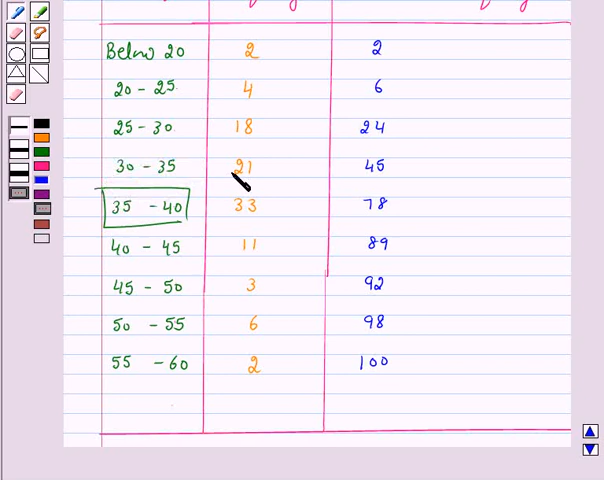 Below 20 2 2
20 - 25 4 6
25 - 30 18 24
30 - 35 21 45
35 - 40 33 78
40 - 45 11 89
45 - 50 3 92
50 - 55 6 98
55 - 60 2 100